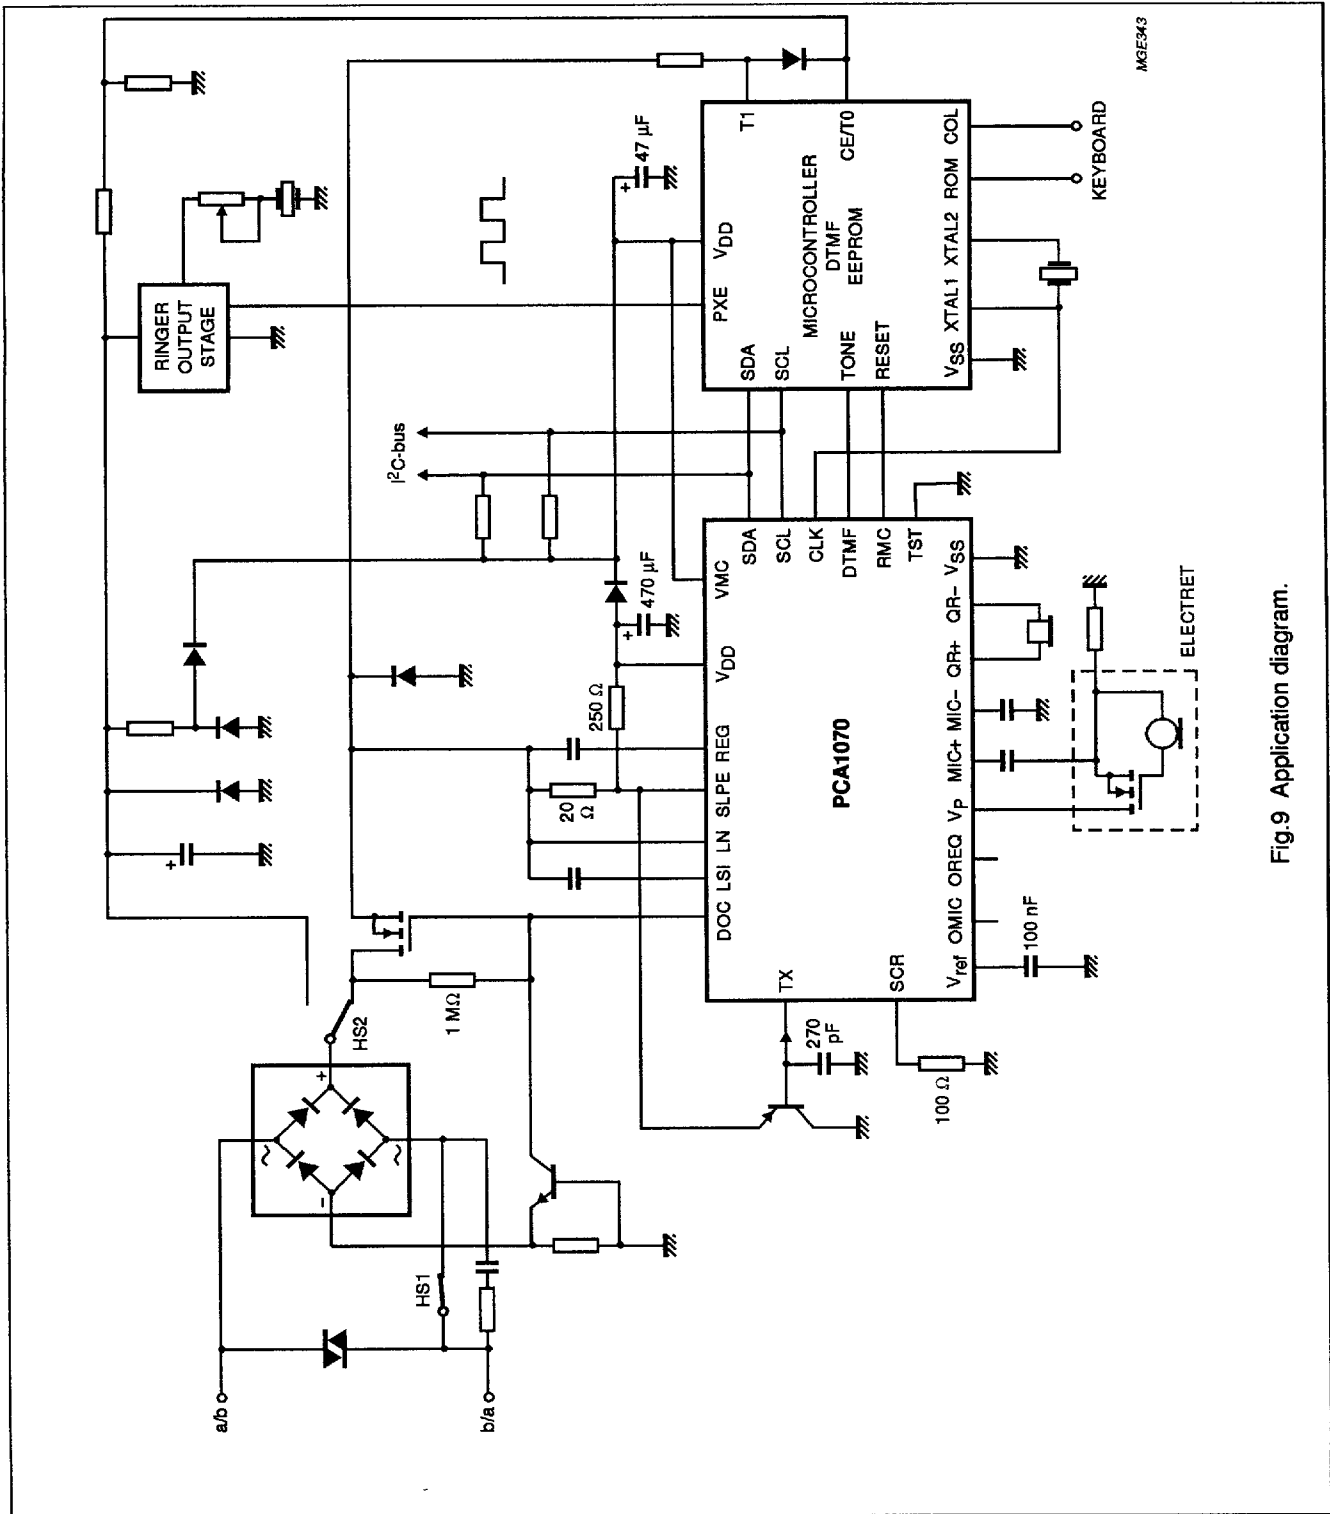 MGE343
a/b
b/a
HS1
HS2
+
-
~
~
1 MΩ
+
RINGER
OUTPUT
STAGE
I²C-bus
20
Ω
250 Ω
+
470 µF
+
47 µF
DOC
LSI
LN
SLPE
REG
VDD
VMC
TX
SCR
PCA1070
SDA
SCL
CLK
DTMF
RMC
TST
Vref
OMIC
OREQ
VP
MIC+
MIC-
QR+
QR-
VSS
270
pF
100 Ω
100 nF
ELECTRET
PXE
VDD
T1
CE/T0
SDA
SCL
TONE
RESET
MICROCONTROLLER
DTMF
EEPROM
VSS
XTAL1
XTAL2
ROM
COL
KEYBOARD
Fig.9 Application diagram.